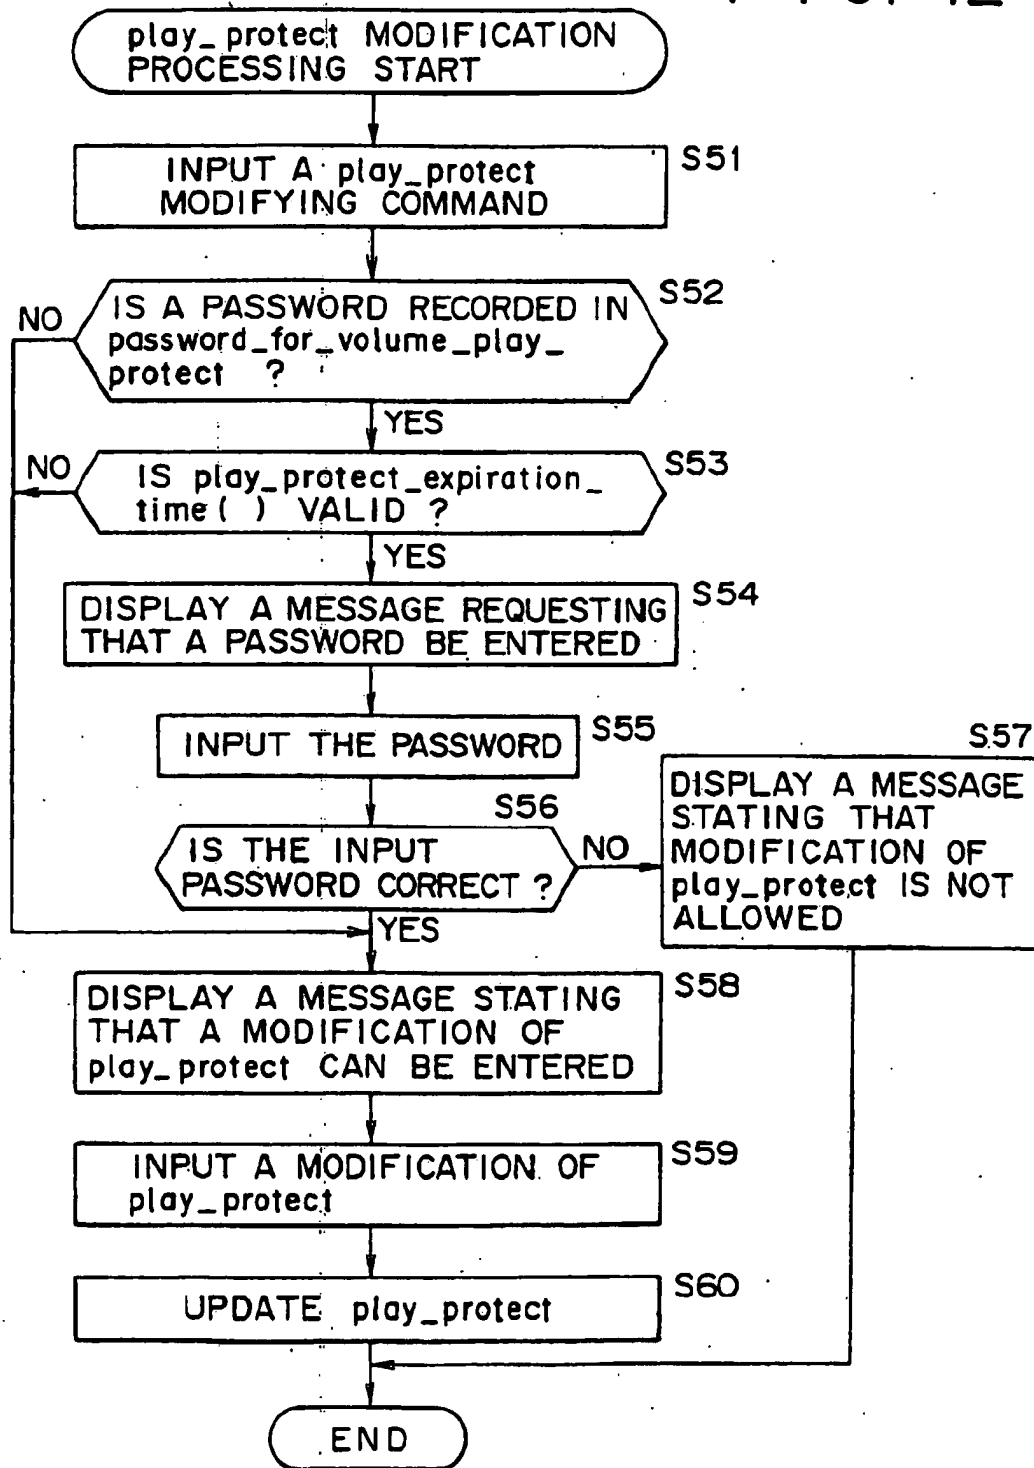 play_protect MODIFICATION
PROCESSING START
S51
INPUT A play_protect
MODIFYING COMMAND
S52
IS A PASSWORD RECORDED IN
password_for_volume_play_
protect ?
NO
YES
S53
IS play_protect_expiration_
time( ) VALID ?
NO
YES
S54
DISPLAY A MESSAGE REQUESTING
THAT A PASSWORD BE ENTERED
S55
INPUT THE PASSWORD
S56
IS THE INPUT
PASSWORD CORRECT ?
NO
YES
S57
DISPLAY A MESSAGE
STATING THAT
MODIFICATION OF
play_protect IS NOT
ALLOWED
S58
DISPLAY A MESSAGE STATING
THAT A MODIFICATION OF
play_protect CAN BE ENTERED
S59
INPUT A MODIFICATION OF
play_protect
S60
UPDATE play_protect
END